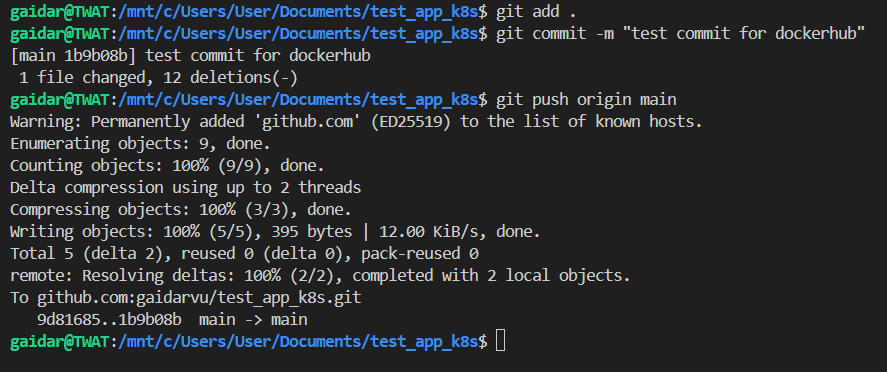 gaidar@TWAT:/mnt/c/Users/User/Documents/test_app_k8s$ git add .
gaidar@TWAT:/mnt/c/Users/User/Documents/test_app_k8s$ git commit -m "test commit for dockerhub"
[main 1b9b08b] test commit for dockerhub
 1 file changed, 12 deletions(-)
gaidar@TWAT:/mnt/c/Users/User/Documents/test_app_k8s$ git push origin main
Warning: Permanently added 'github.com' (ED25519) to the list of known hosts.
Enumerating objects: 9, done.
Counting objects: 100% (9/9), done.
Delta compression using up to 2 threads
Compressing objects: 100% (3/3), done.
Writing objects: 100% (5/5), 395 bytes | 12.00 KiB/s, done.
Total 5 (delta 2), reused 0 (delta 0), pack-reused 0
remote: Resolving deltas: 100% (2/2), completed with 2 local objects.
To github.com:gaidarvu/test_app_k8s.git
   9d81685..1b9b08b  main -> main
gaidar@TWAT:/mnt/c/Users/User/Documents/test_app_k8s$